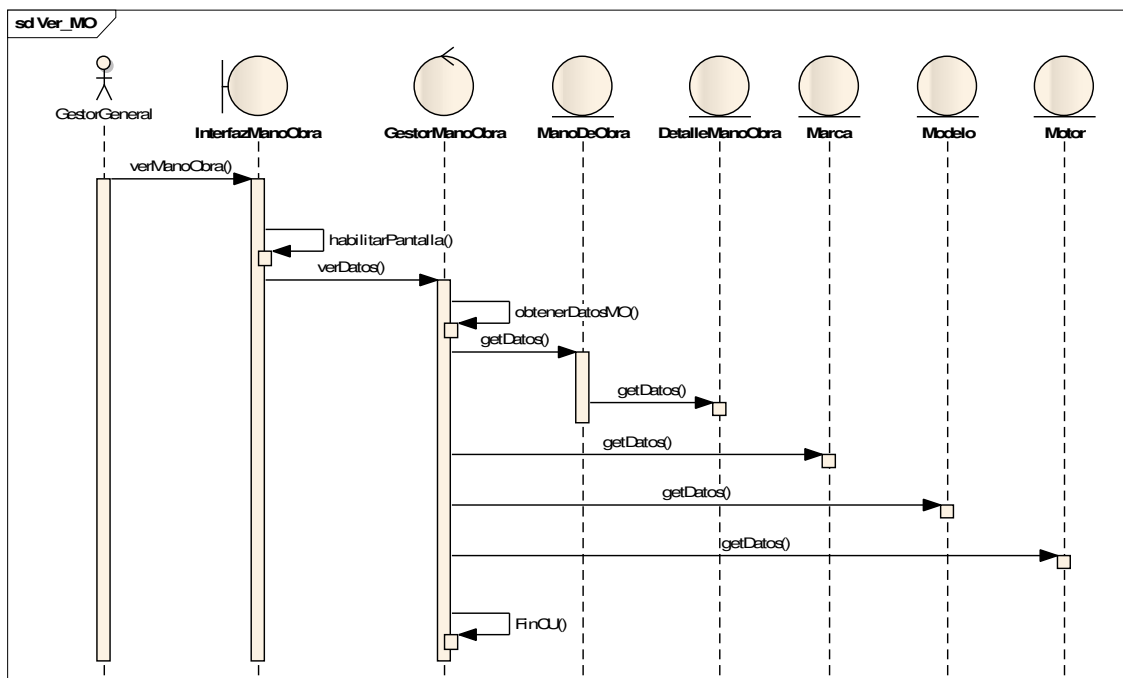 sd Ver_MO
GestorGeneral
InterfazManoObra
GestorManoObra
ManoDeObra
DetalleManoObra
Marca
Modelo
Motor
verManoObra()
habilitarPantalla()
verDatos()
obtenerDatosMO()
getDatos()
getDatos()
getDatos()
getDatos()
getDatos()
FinCU()